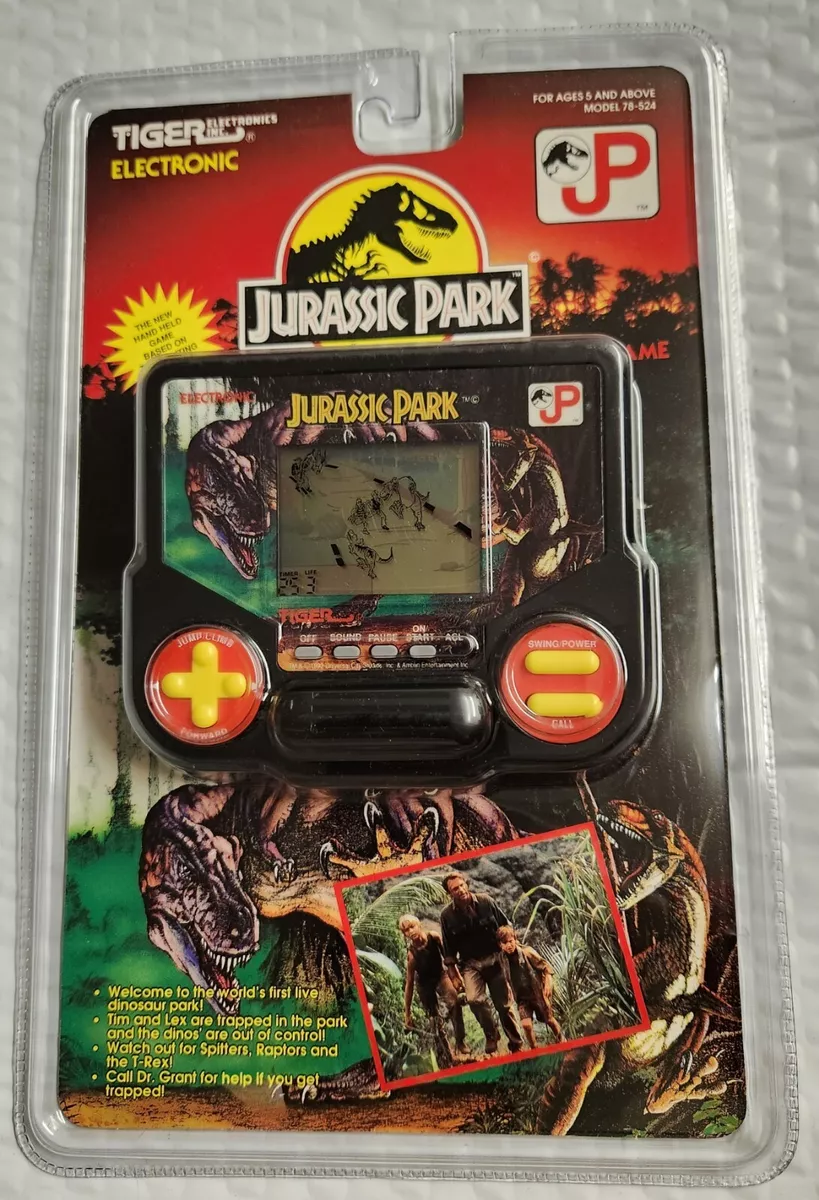 TIGER ELECTRONICS INC. ®
ELECTRONIC
FOR AGES 5 AND ABOVE
MODEL 78-524
JP
TM
JURASSIC PARK ™
©
THE NEW
HAND HELD
GAME
BASED ON
AME
ELECTRONIC
JURASSIC PARK ™©
JP
TIMER LIFE
253
TIGER
OFF SOUND PAUSE ON START ACL
JUMP/CLIMB
FORWARD
SWING/POWER
CALL
• Welcome to the world's first live
dinosaur park!
• Tim and Lex are trapped in the park
and the dinos' are out of control!
• Watch out for Spitters, Raptors and
the T-Rex!
• Call Dr. Grant for help if you get
trapped!